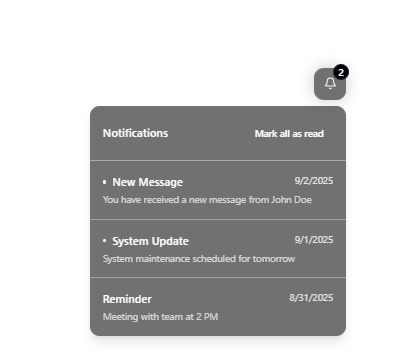 2
Notifications Mark all as read
• New Message 9/2/2025
You have received a new message from John Doe
• System Update 9/1/2025
System maintenance scheduled for tomorrow
Reminder 8/31/2025
Meeting with team at 2 PM